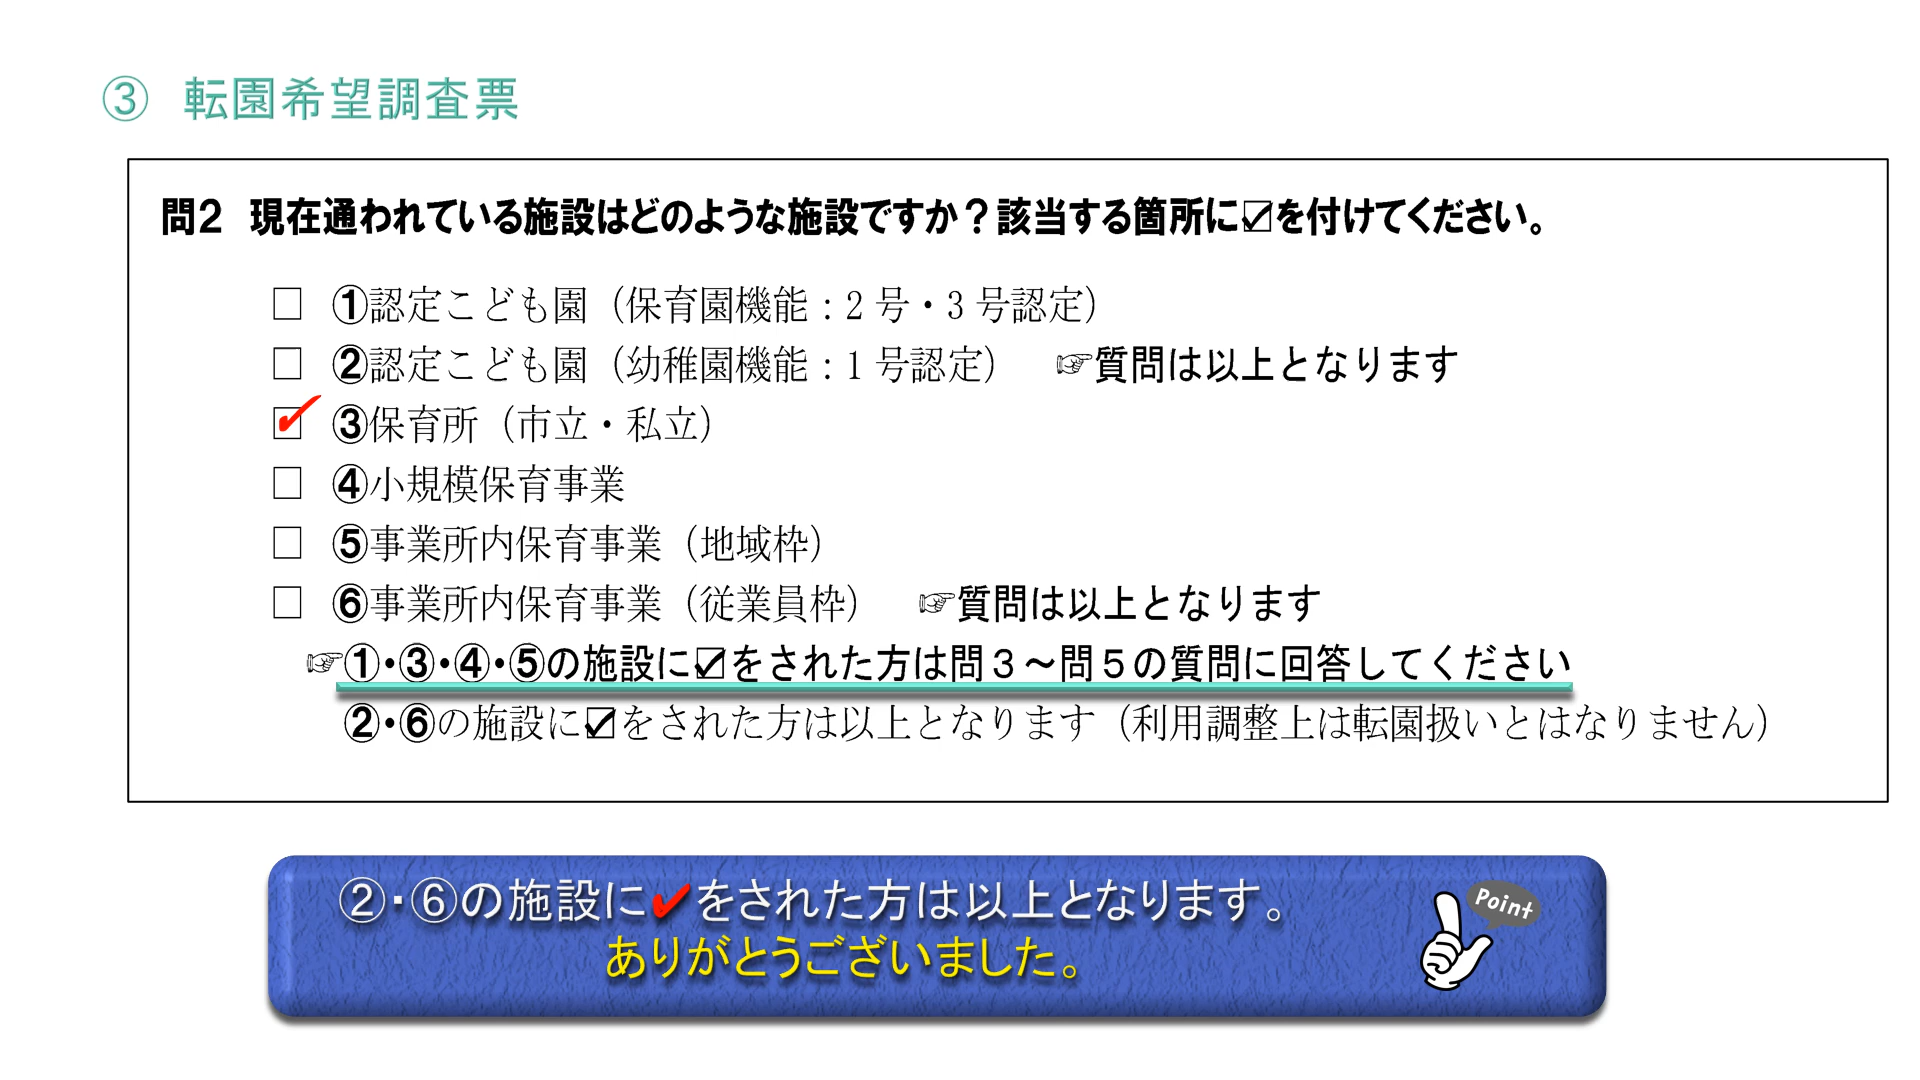 ③ 転園希望調査票
問2 現在通われている施設はどのような施設ですか？該当する箇所に☑を付けてください。
□ ①認定こども園（保育園機能：2号・3号認定）
□ ②認定こども園（幼稚園機能：1号認定） ☞質問は以上となります
☑ ③保育所（市立・私立）
□ ④小規模保育事業
□ ⑤事業所内保育事業（地域枠）
□ ⑥事業所内保育事業（従業員枠） ☞質問は以上となります
☞①・③・④・⑤の施設に☑をされた方は問３～問５の質問に回答してください
②・⑥の施設に☑をされた方は以上となります（利用調整上は転園扱いとはなりません）
②・⑥の施設に✔をされた方は以上となります。
ありがとうございました。
Point